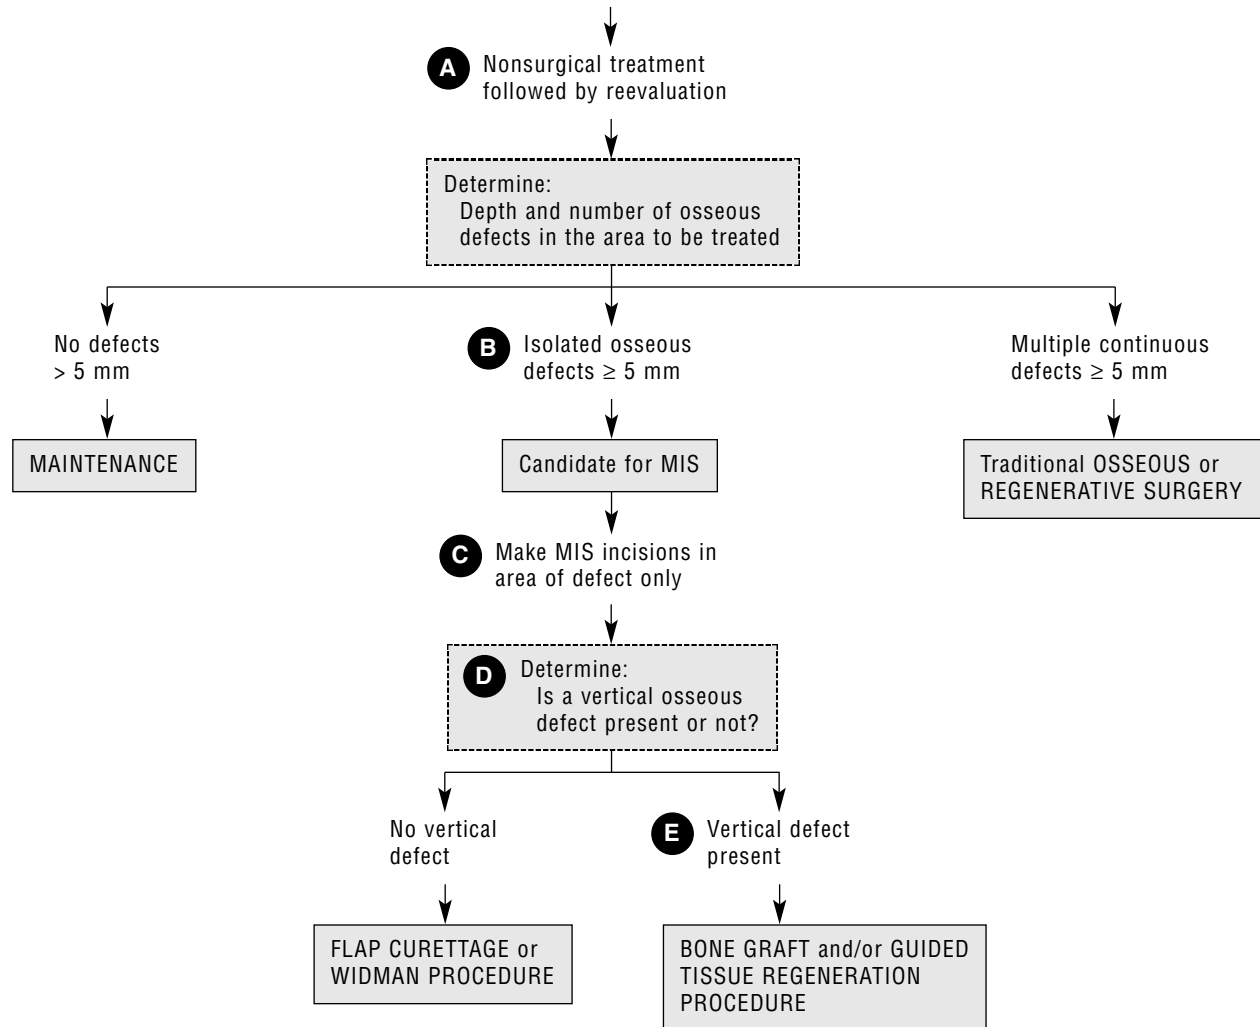 A
Nonsurgical treatment
followed by reevaluation
Determine:
Depth and number of osseous
defects in the area to be treated
No defects
> 5 mm
B
Isolated osseous
defects ≥ 5 mm
Multiple continuous
defects ≥ 5 mm
MAINTENANCE
Candidate for MIS
Traditional OSSEOUS or
REGENERATIVE SURGERY
C
Make MIS incisions in
area of defect only
D
Determine:
Is a vertical osseous
defect present or not?
No vertical
defect
E
Vertical defect
present
FLAP CURETTAGE or
WIDMAN PROCEDURE
BONE GRAFT and/or GUIDED
TISSUE REGENERATION
PROCEDURE